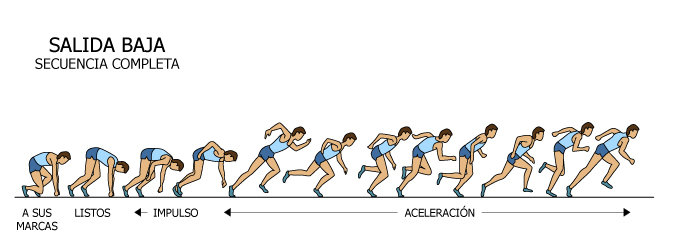 SALIDA BAJA
SECUENCIA COMPLETA
A SUS
MARCAS
LISTOS
IMPULSO
ACELERACIÓN